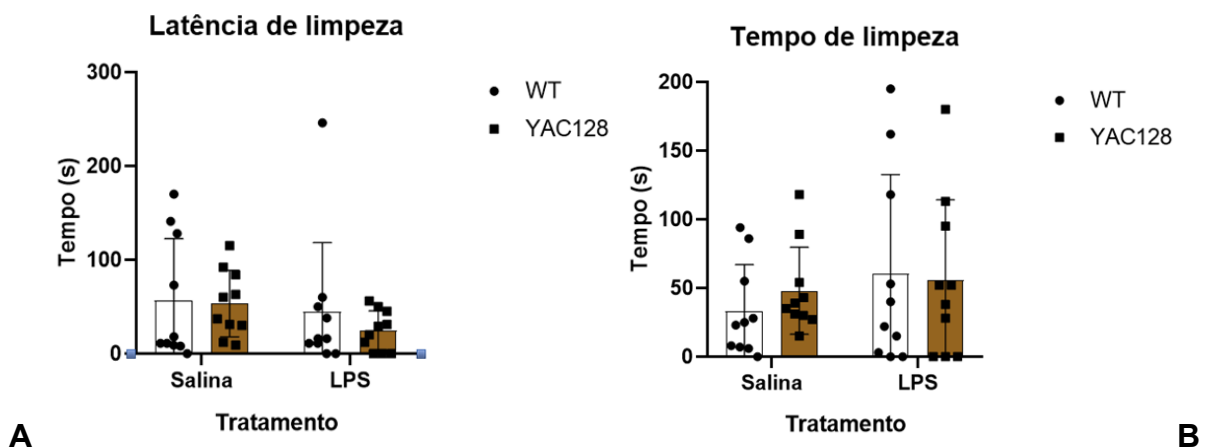 Latência de limpeza
300
200
100
0
Tempo (s)
Salina
LPS
Tratamento
WT
YAC128
A
Tempo de limpeza
200
150
100
50
0
Tempo (s)
Salina
LPS
Tratamento
WT
YAC128
B